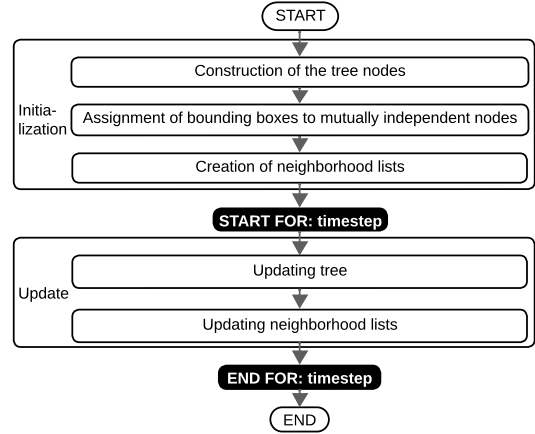 START
Construction of the tree nodes
Initia-
lization
Assignment of bounding boxes to mutually independent nodes
Creation of neighborhood lists
START FOR: timestep
Updating tree
Update
Updating neighborhood lists
END FOR: timestep
END